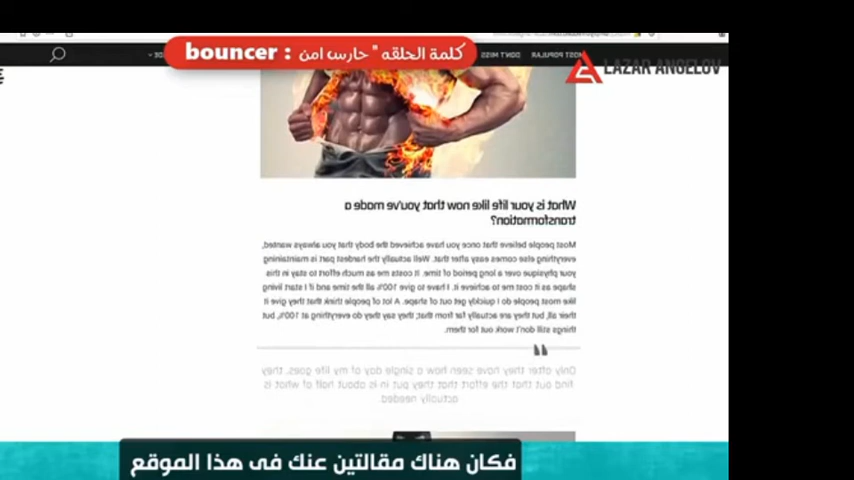 كلمة الحلقه " حارس امن : bouncer
MOST POPULAR
DON'T MISS
LAZAR ANGELOV
What is your life like now that you've made a
transformation?
Most people believe that once you have achieved the body that you always wanted,
everything else comes easy after that. Well actually the hardest part is maintaining
your physique over a long period of time. It costs me as much effort to stay in this
shape as it cost me to achieve it. I have to give 100% all the time and if I start living
like most people do I quickly get out of shape. A lot of people think that they give it
their all, but they are actually far from that; they say they do everything at 100%, but
things still don't work out for them.
Only after they have seen how a single day of my life goes, they
find out that the effort that they put in is about half of what is
actually needed.
فكان هناك مقالتين عنك فى هذا الموقع